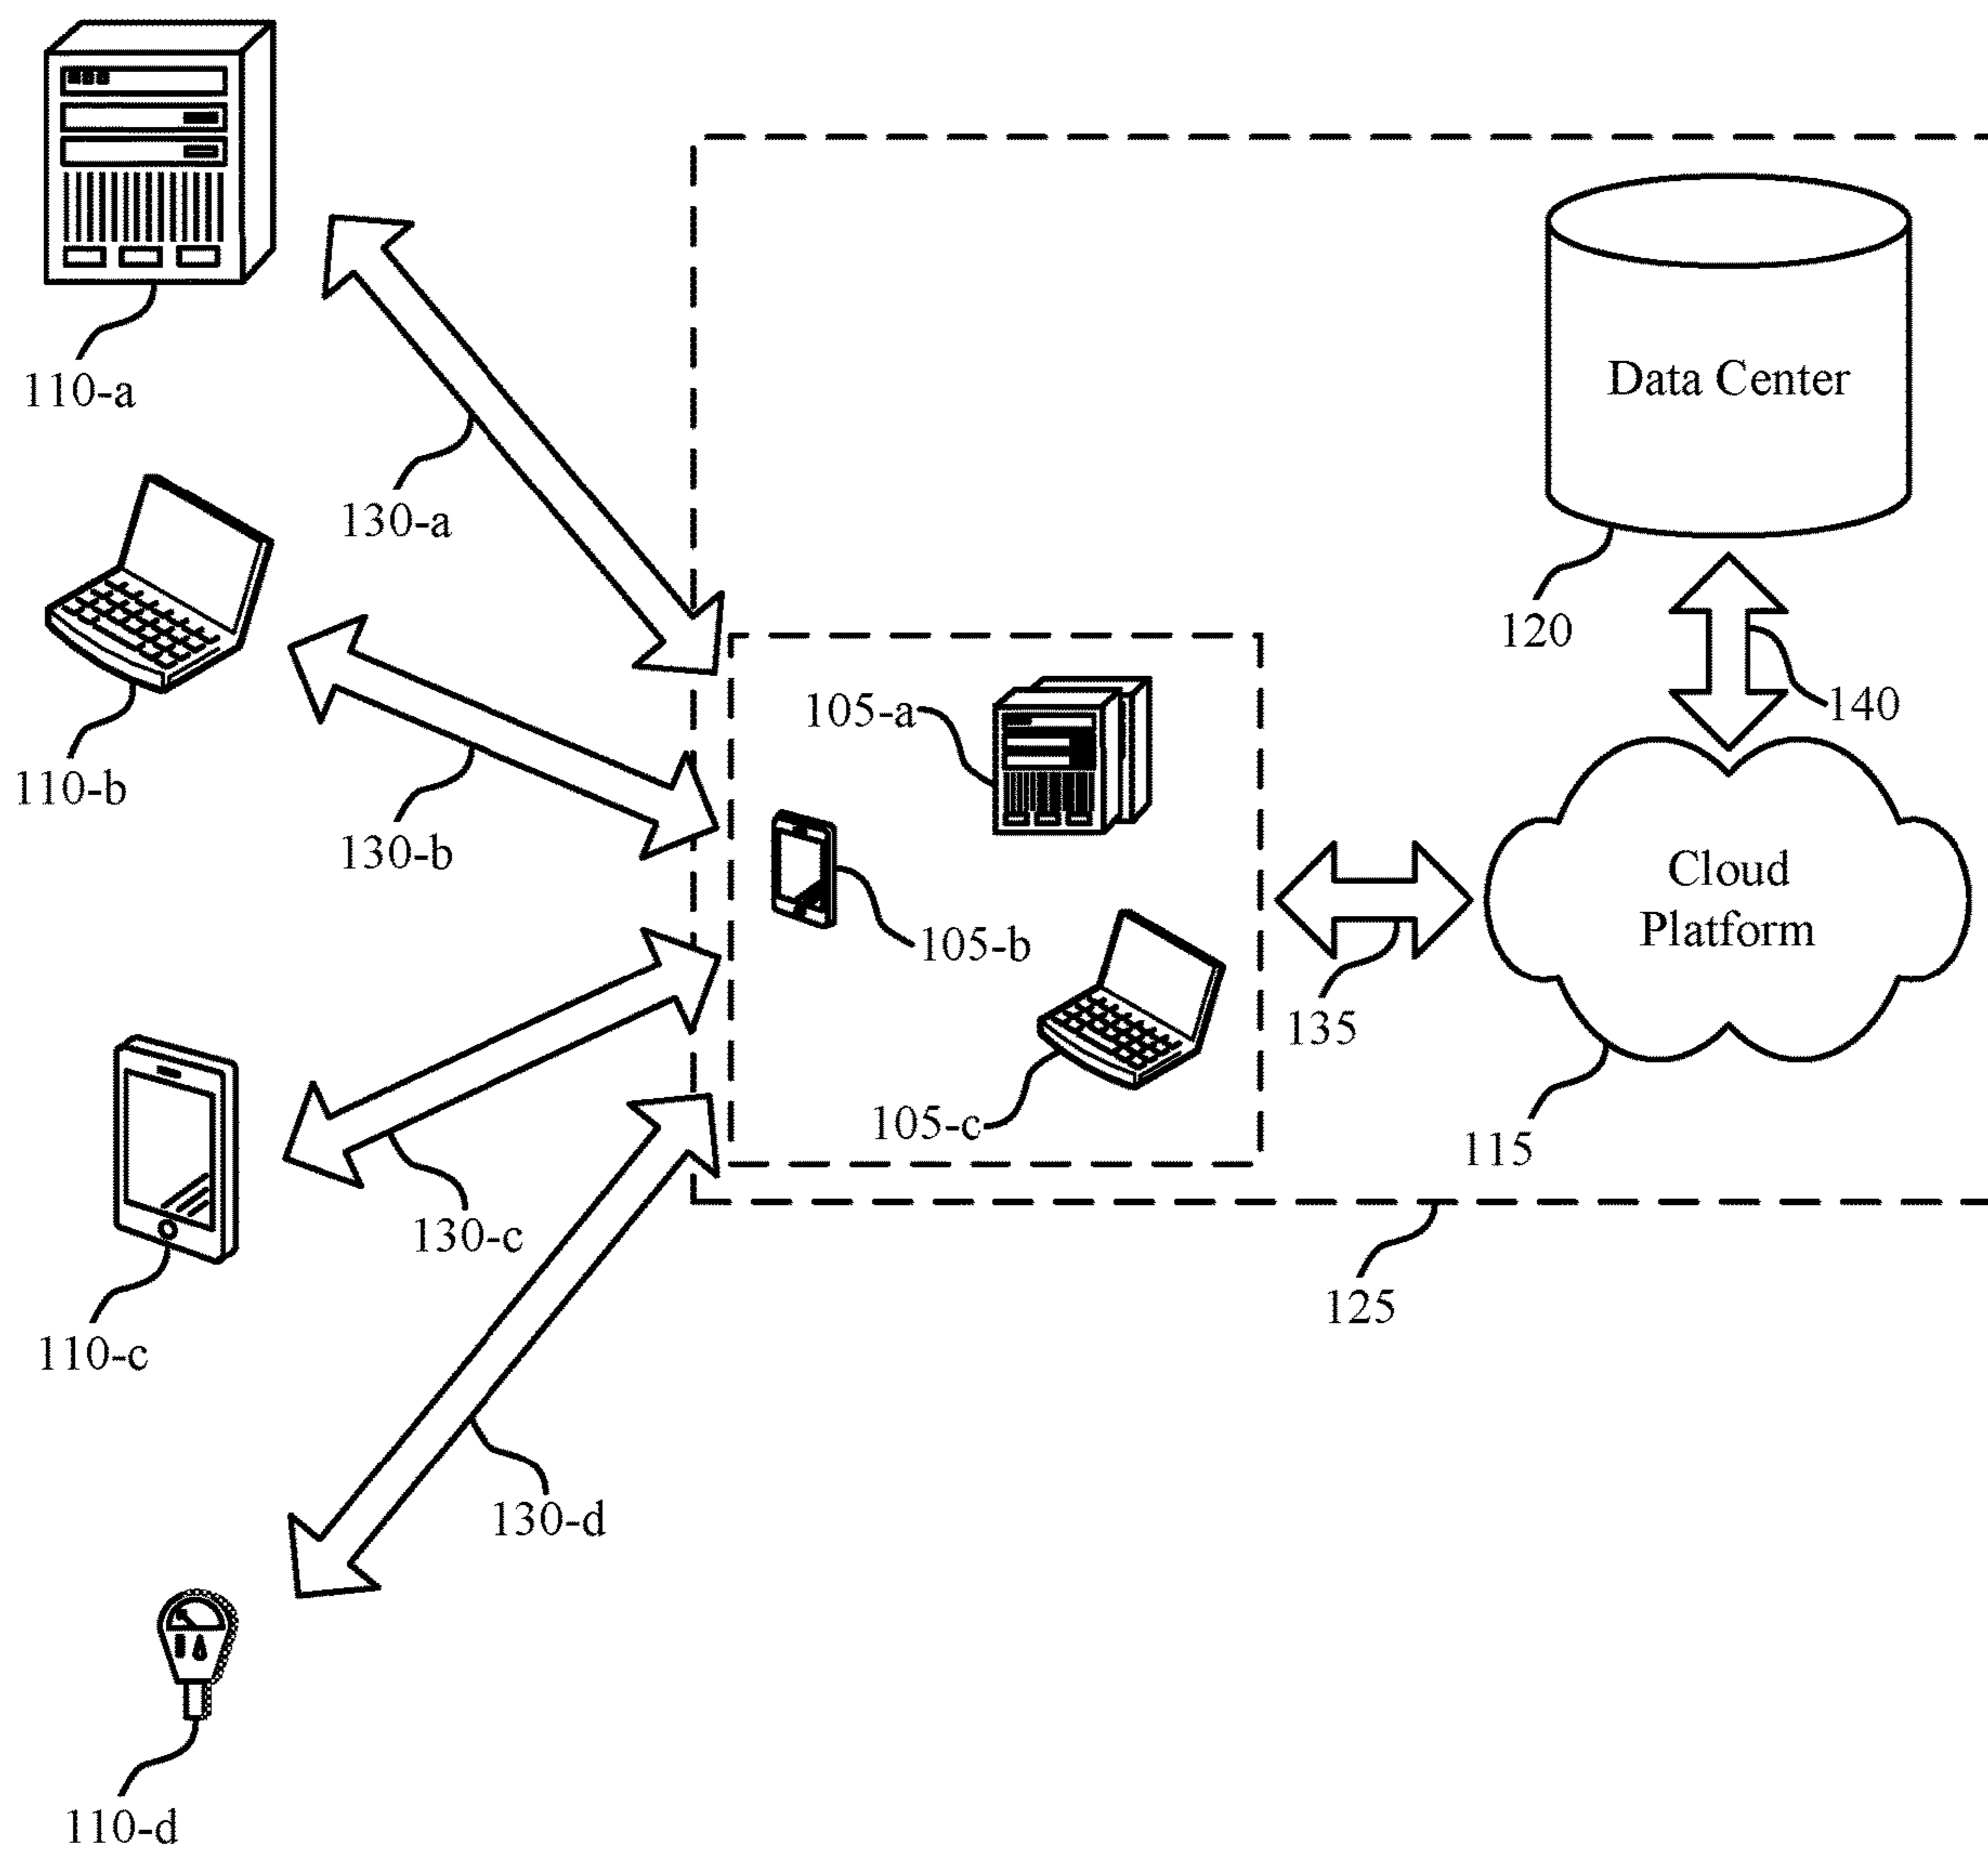 110-a
130-a
Data Center
120
140
105-a
110-b
130-b
105-b
Cloud
Platform
135
105-c
115
130-c
125
110-c
130-d
110-d